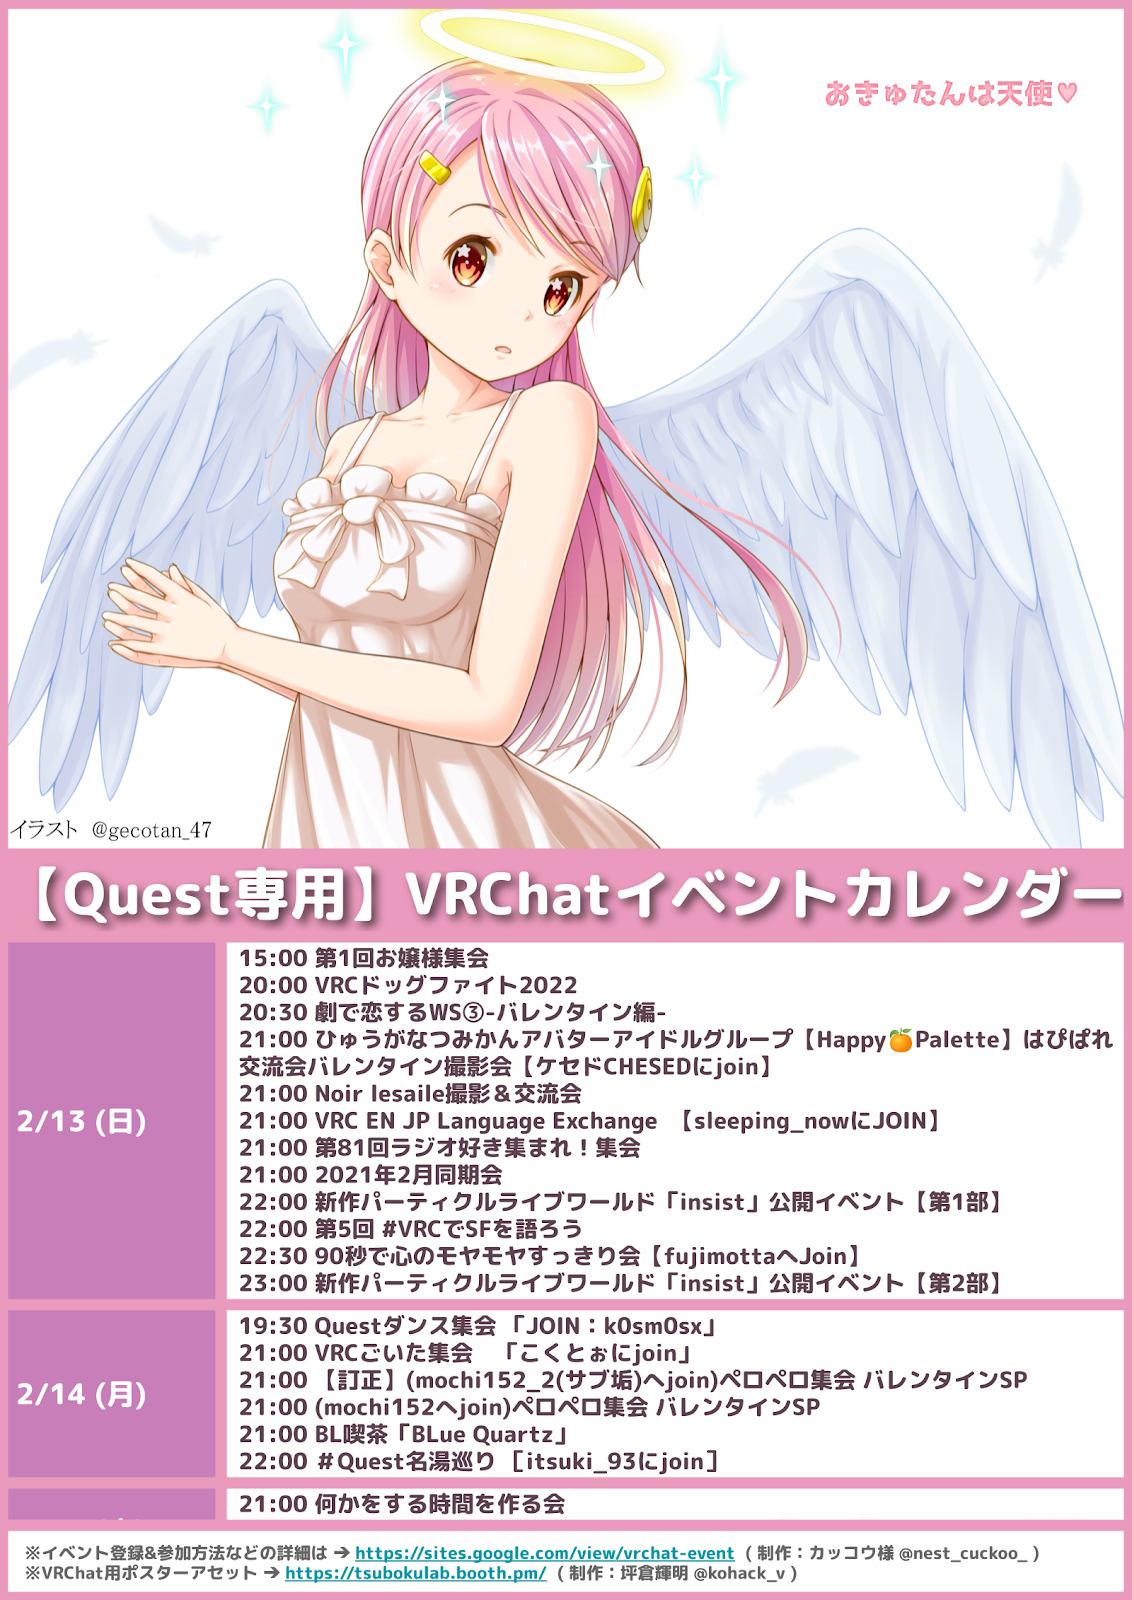 おきゅたんは天使♥
イラスト @gecotan_47
【Quest専用】VRChatイベントカレンダー
2/13 (日)
15:00 第1回お嬢様集会
20:00 VRCドッグファイト2022
20:30 劇で恋するWS③-バレンタイン編-
21:00 ひゅうがなつみかんアバターアイドルグループ【Happy🍊Palette】はぴぱれ
交流会バレンタイン撮影会【ケセドCHESEDにjoin】
21:00 Noir lesaile撮影＆交流会
21:00 VRC EN JP Language Exchange 【sleeping_nowにJOIN】
21:00 第81回ラジオ好き集まれ！集会
21:00 2021年2月同期会
22:00 新作パーティクルライブワールド「insist」公開イベント【第1部】
22:00 第5回 #VRCでSFを語ろう
22:30 90秒で心のモヤモヤすっきり会【fujimottaへJoin】
23:00 新作パーティクルライブワールド「insist」公開イベント【第2部】
2/14 (月)
19:30 Questダンス集会 「JOIN：k0sm0sx」
21:00 VRCごいた集会　「こくとぉにjoin」
21:00 【訂正】(mochi152_2(サブ垢)へjoin)ペロペロ集会 バレンタインSP
21:00 (mochi152へjoin)ペロペロ集会 バレンタインSP
21:00 BL喫茶「BLue Quartz」
22:00 ＃Quest名湯巡り ［itsuki_93にjoin］
21:00 何かをする時間を作る会
※イベント登録&参加方法などの詳細は → https://sites.google.com/view/vrchat-event ( 制作：カッコウ様 @nest_cuckoo_ )
※VRChat用ポスターアセット → https://tsubokulab.booth.pm/ ( 制作：坪倉輝明 @kohack_v )